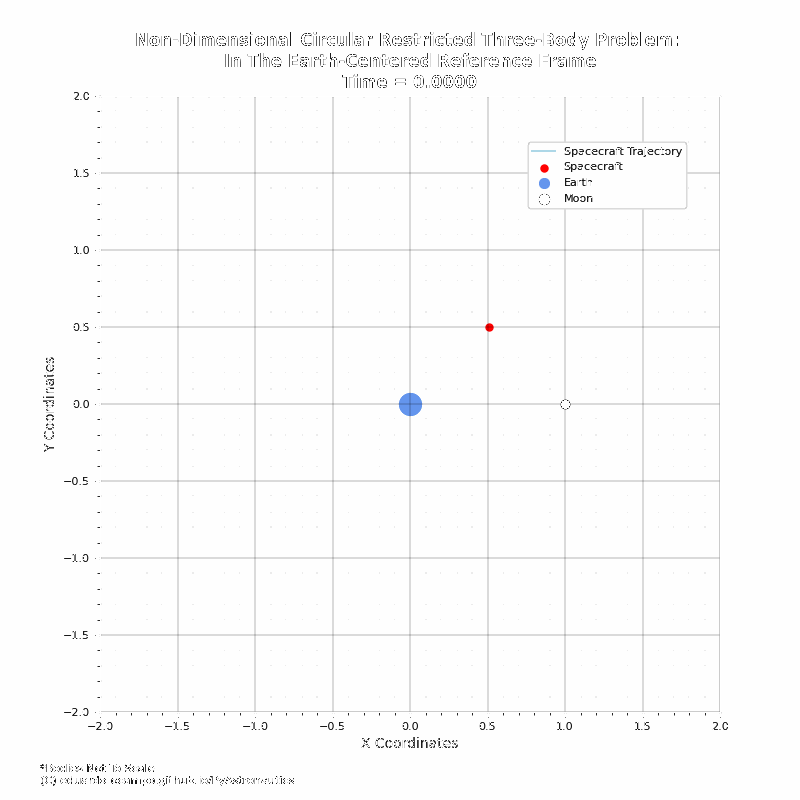 Non-Dimensional Circular Restricted Three-Body Problem:
In The Earth-Centered Reference Frame
Time = 0.0000
2.0
1.5
1.0
0.5
0.0
−0.5
−1.0
−1.5
−2.0
Y Coordinates
Spacecraft Trajectory
Spacecraft
Earth
Moon
−2.0 −1.5 −1.0 −0.5 0.0 0.5 1.0 1.5 2.0
X Coordinates
*Bodies Not To Scale